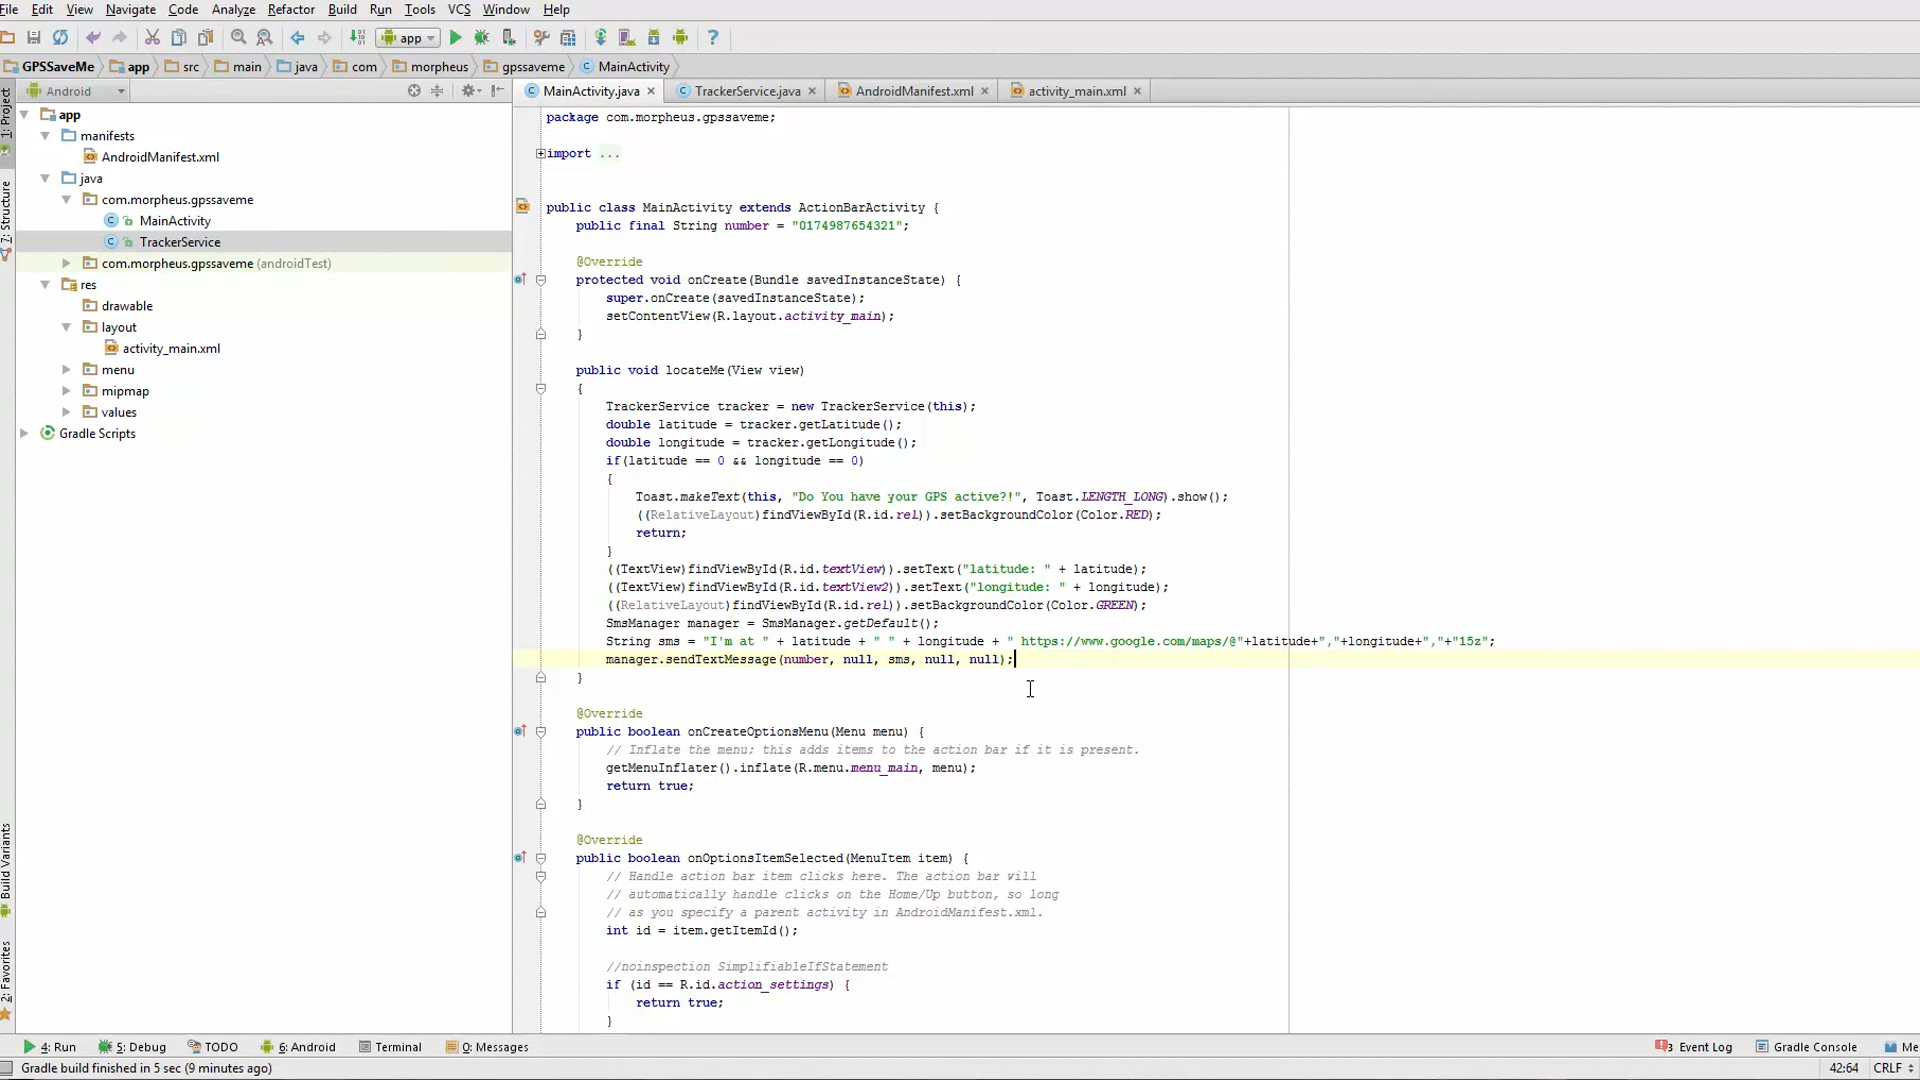 File Edit View Navigate Code Analyze Refactor Build Run Tools VCS Window Help
app
GPSSaveMe app src main java com morpheus gpssaveme MainActivity
Android
MainActivity.java TrackerService.java AndroidManifest.xml activity_main.xml
1: Project
7: Structure
Build Variants
2: Favorites
app
manifests
AndroidManifest.xml
java
com.morpheus.gpssaveme
MainActivity
TrackerService
com.morpheus.gpssaveme (androidTest)
res
drawable
layout
activity_main.xml
menu
mipmap
values
Gradle Scripts
package com.morpheus.gpssaveme;
import ...
public class MainActivity extends ActionBarActivity {
public final String number = "0174987654321";
@Override
protected void onCreate(Bundle savedInstanceState) {
super.onCreate(savedInstanceState);
setContentView(R.layout.activity_main);
}
public void locateMe(View view)
{
TrackerService tracker = new TrackerService(this);
double latitude = tracker.getLatitude();
double longitude = tracker.getLongitude();
if(latitude == 0 && longitude == 0)
{
Toast.makeText(this, "Do You have your GPS active?!", Toast.LENGTH_LONG).show();
((RelativeLayout)findViewById(R.id.rel)).setBackgroundColor(Color.RED);
return;
}
((TextView)findViewById(R.id.textView)).setText("latitude: " + latitude);
((TextView)findViewById(R.id.textView2)).setText("longitude: " + longitude);
((RelativeLayout)findViewById(R.id.rel)).setBackgroundColor(Color.GREEN);
SmsManager manager = SmsManager.getDefault();
String sms = "I'm at " + latitude + " " + longitude + " https://www.google.com/maps/@"+latitude+","+longitude+","+"15z";
manager.sendTextMessage(number, null, sms, null, null);
}
@Override
public boolean onCreateOptionsMenu(Menu menu) {
// Inflate the menu; this adds items to the action bar if it is present.
getMenuInflater().inflate(R.menu.menu_main, menu);
return true;
}
@Override
public boolean onOptionsItemSelected(MenuItem item) {
// Handle action bar item clicks here. The action bar will
// automatically handle clicks on the Home/Up button, so long
// as you specify a parent activity in AndroidManifest.xml.
int id = item.getItemId();
//noinspection SimplifiableIfStatement
if (id == R.id.action_settings) {
return true;
}
4: Run 5: Debug TODO 6: Android Terminal 0: Messages 3 Event Log Gradle Console Me
Gradle build finished in 5 sec (9 minutes ago) 42:64 CRLF